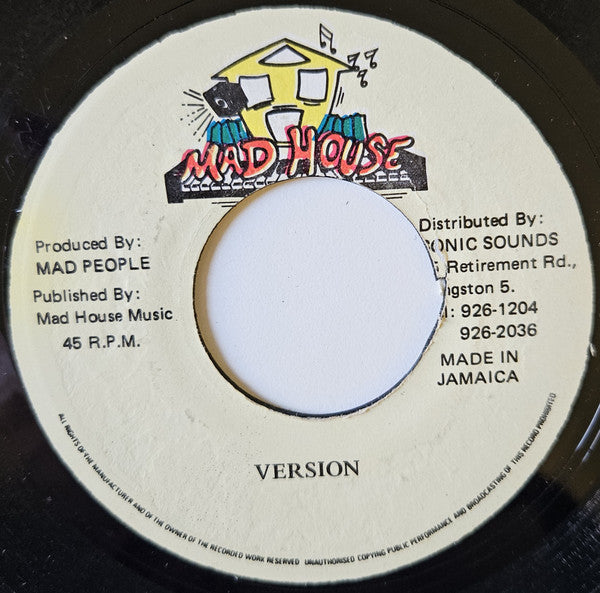 MAD HOUSE
Produced By:
MAD PEOPLE
Published By:
Mad House Music
45 R.P.M.
Distributed By:
SONIC SOUNDS
Retirement Rd.,
ngston 5.
: 926-1204
926-2036
MADE IN
JAMAICA
VERSION
ALL RIGHTS OF THE MANUFACTURER AND OF THE OWNER OF THE RECORDED WORK RESERVED UNAUTHORISED COPYING PUBLIC PERFORMANCE AND BROADCASTING OF THIS RECORD PROHIBITED